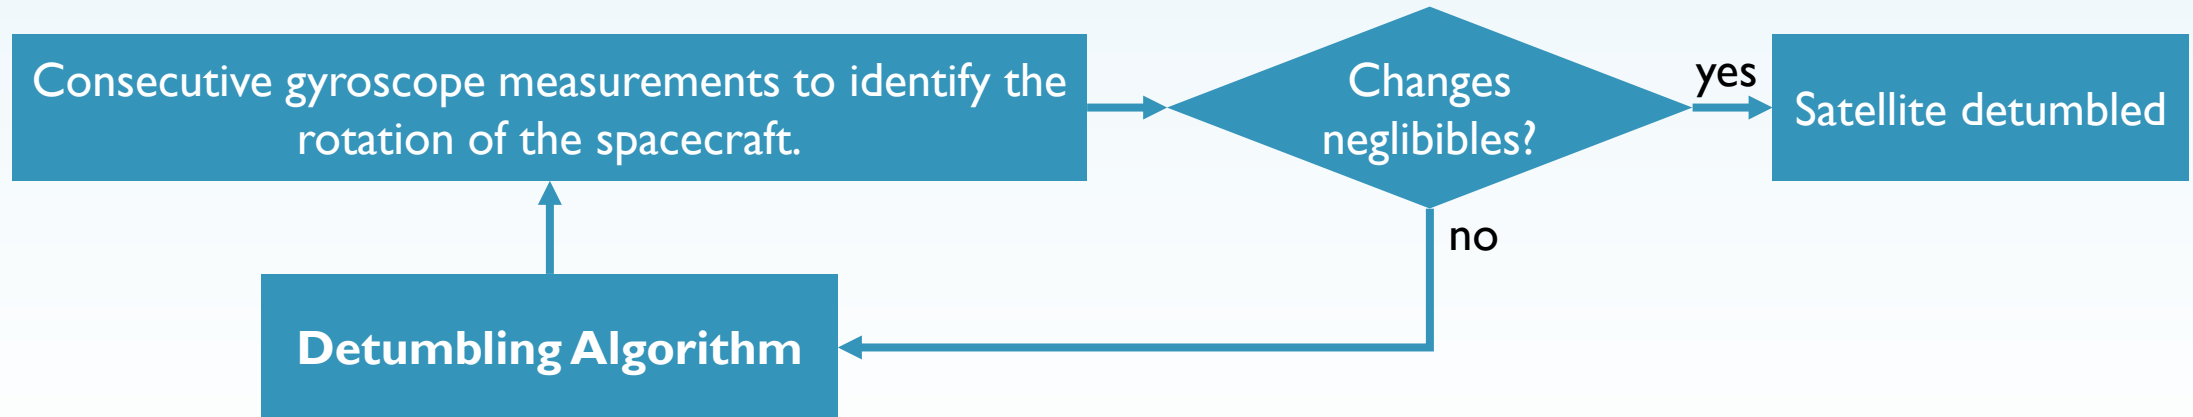 Consecutive gyroscope measurements to identify the
rotation of the spacecraft.
Changes
neglibibles?
yes
Satellite detumbled
no
Detumbling Algorithm